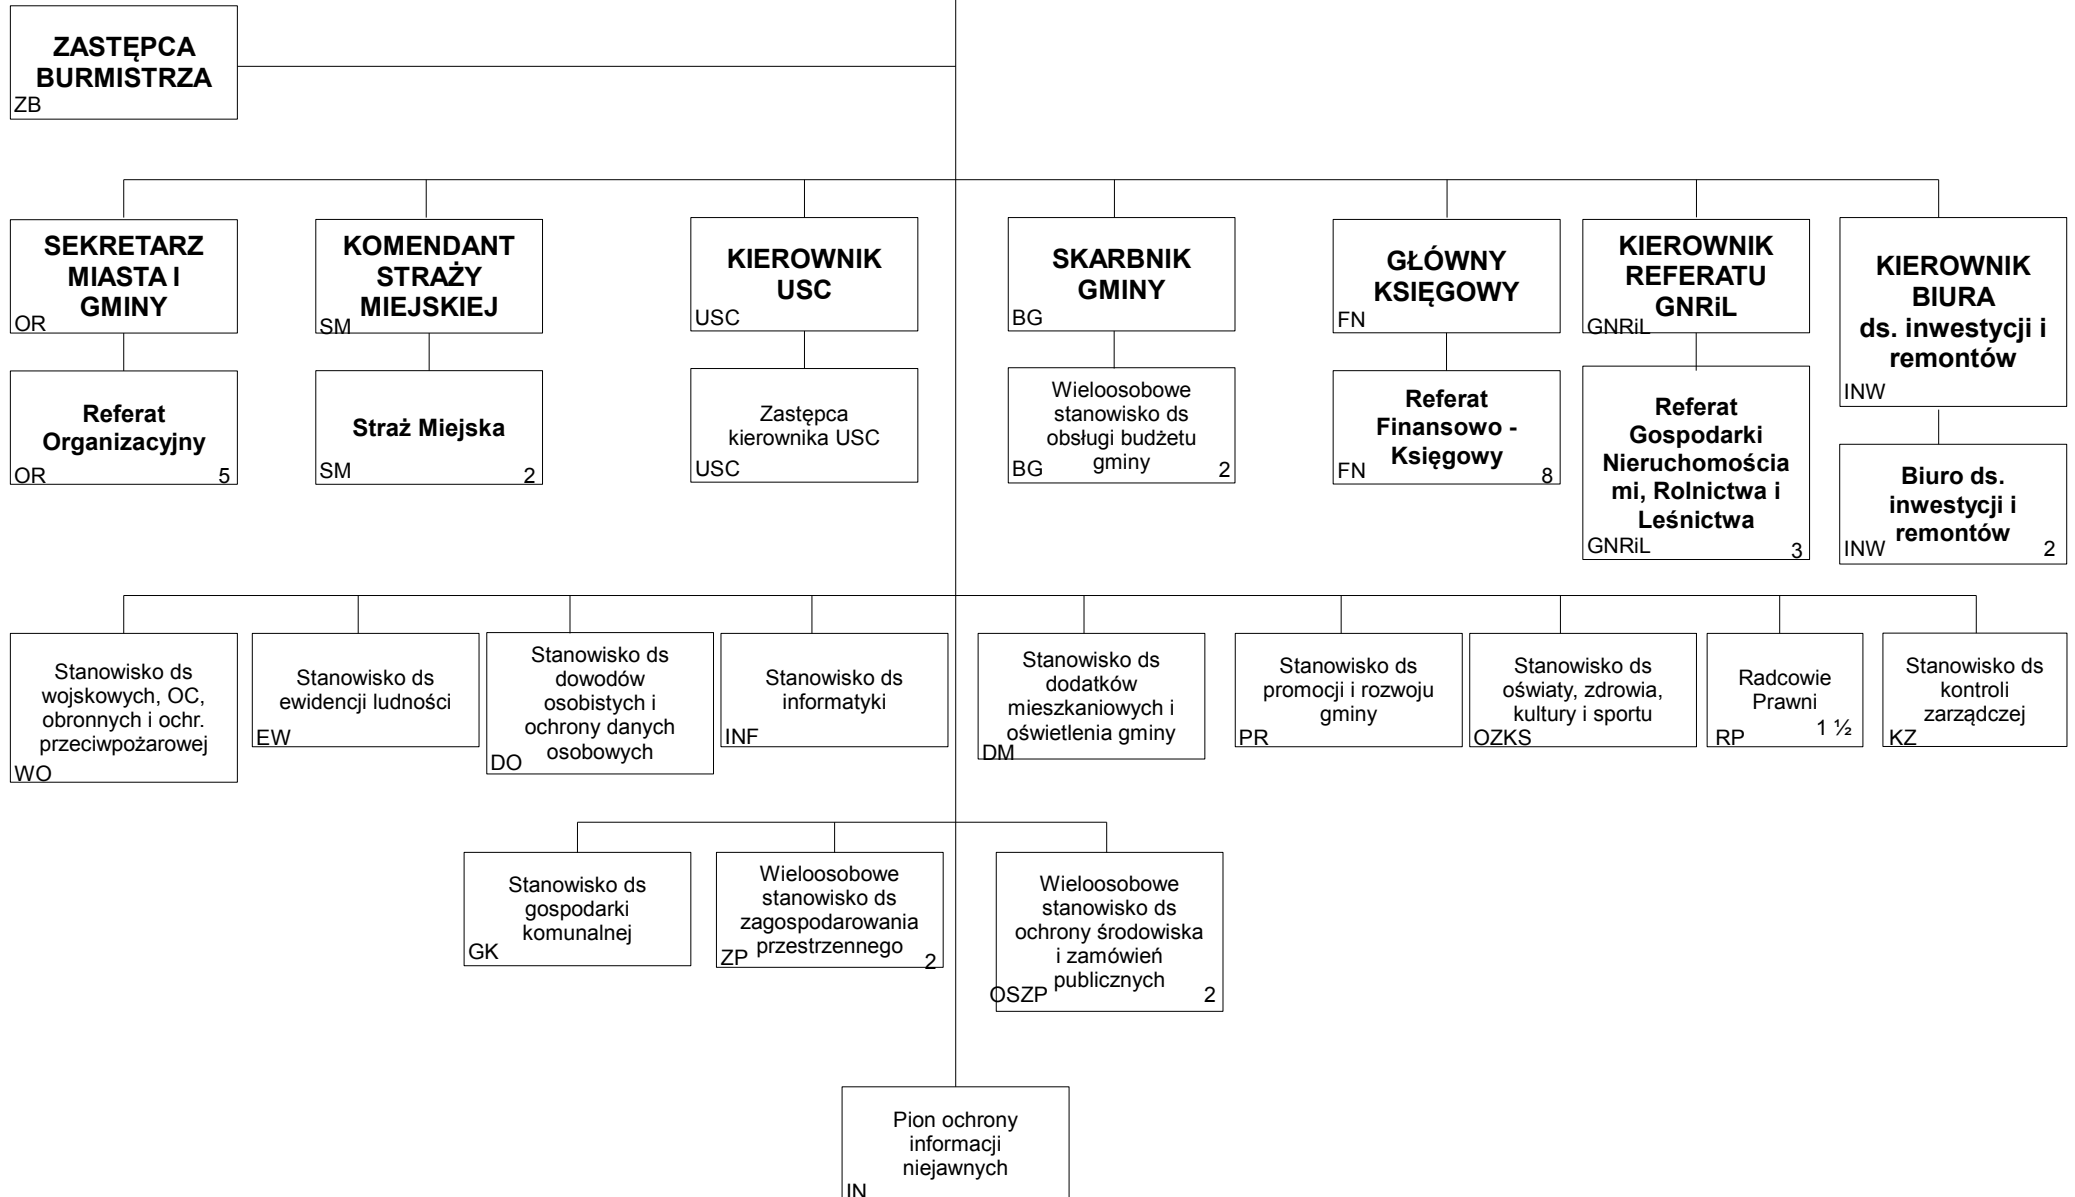 ZASTĘPCA
BURMISTRZA
ZB
SEKRETARZ
MIASTA I
GMINY
OR
KOMENDANT
STRAŻY
MIEJSKIEJ
SM
KIEROWNIK
USC
USC
SKARBNIK
GMINY
BG
GŁÓWNY
KSIĘGOWY
FN
KIEROWNIK
REFERATU
GNRiL
GNRiL
KIEROWNIK
BIURA
ds. inwestycji i
remontów
INW
Referat
Organizacyjny
OR 5
Straż Miejska
SM 2
Zastępca
kierownika USC
USC
Wieloosobowe
stanowisko ds
obsługi budżetu
gminy
BG 2
Referat
Finansowo -
Księgowy
FN 8
Referat
Gospodarki
Nieruchomościa
mi, Rolnictwa i
Leśnictwa
GNRiL 3
Biuro ds.
inwestycji i
remontów
INW 2
Stanowisko ds
wojskowych, OC,
obronnych i ochr.
przeciwpożarowej
WO
Stanowisko ds
ewidencji ludności
EW
Stanowisko ds
dowodów
osobistych i
ochrony danych
osobowych
DO
Stanowisko ds
informatyki
INF
Stanowisko ds
dodatków
mieszkaniowych i
oświetlenia gminy
DM
Stanowisko ds
promocji i rozwoju
gminy
PR
Stanowisko ds
oświaty, zdrowia,
kultury i sportu
OZKS
Radcowie
Prawni
RP 1 ½
Stanowisko ds
kontroli
zarządczej
KZ
Stanowisko ds
gospodarki
komunalnej
GK
Wieloosobowe
stanowisko ds
zagospodarowania
przestrzennego
ZP 2
Wieloosobowe
stanowisko ds
ochrony środowiska
i zamówień
publicznych
OSZP 2
Pion ochrony
informacji
niejawnych
IN